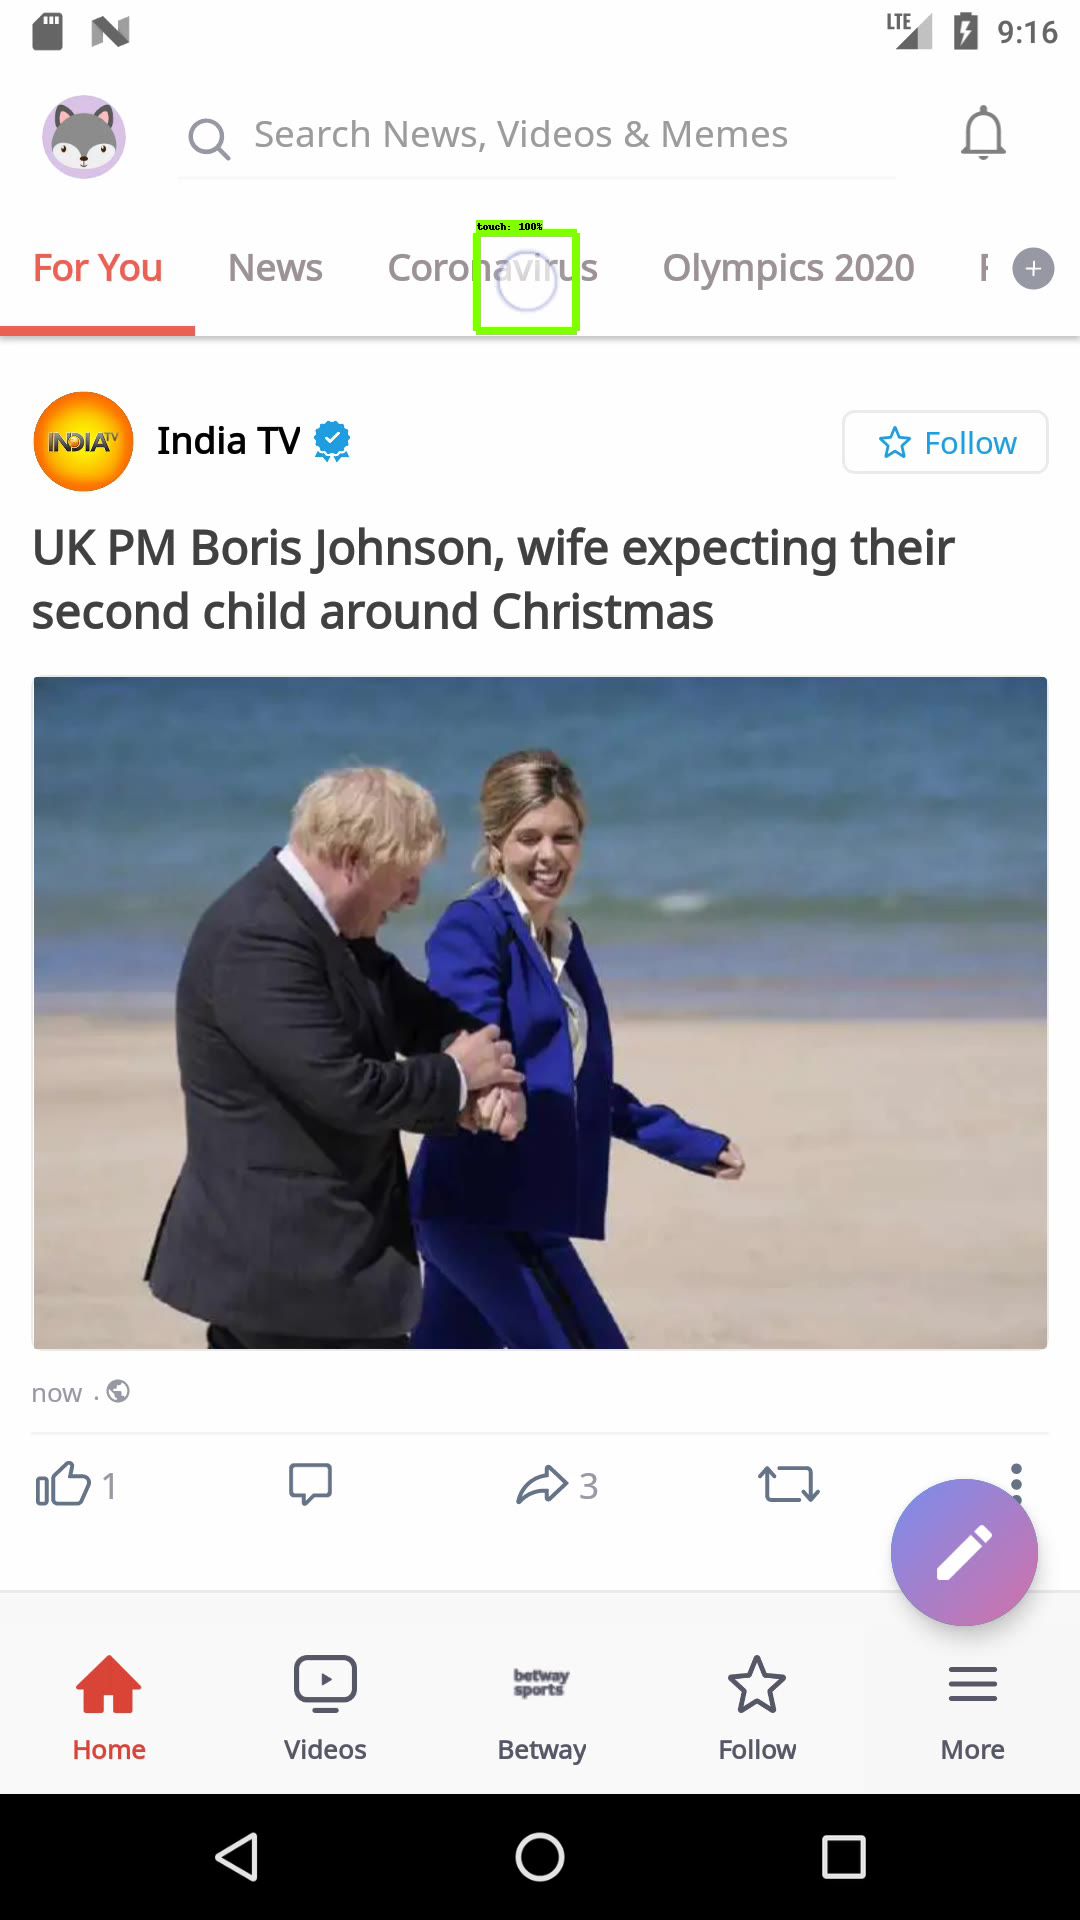 LTE 9:16
Search News, Videos & Memes
touch: 100%
For You News Coronavirus Olympics 2020
INDIA TV
India TV
Follow
UK PM Boris Johnson, wife expecting their
second child around Christmas
now .
1 3
betway
sports
Home Videos Betway Follow More